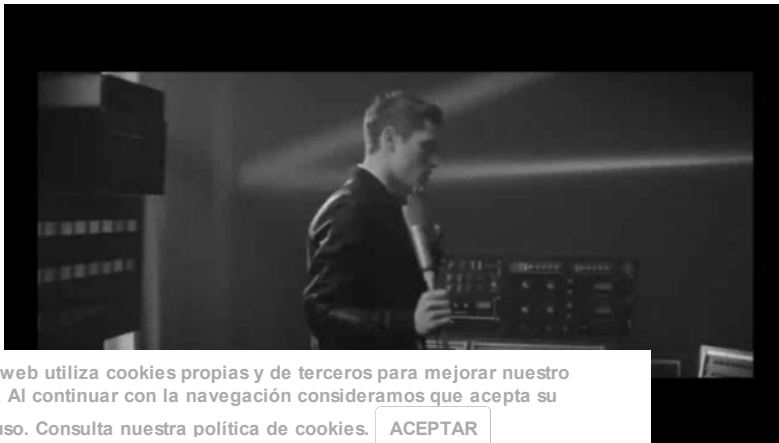 web utiliza cookies propias y de terceros para mejorar nuestro
. Al continuar con la navegación consideramos que acepta su
uso. Consulta nuestra política de cookies. ACEPTAR